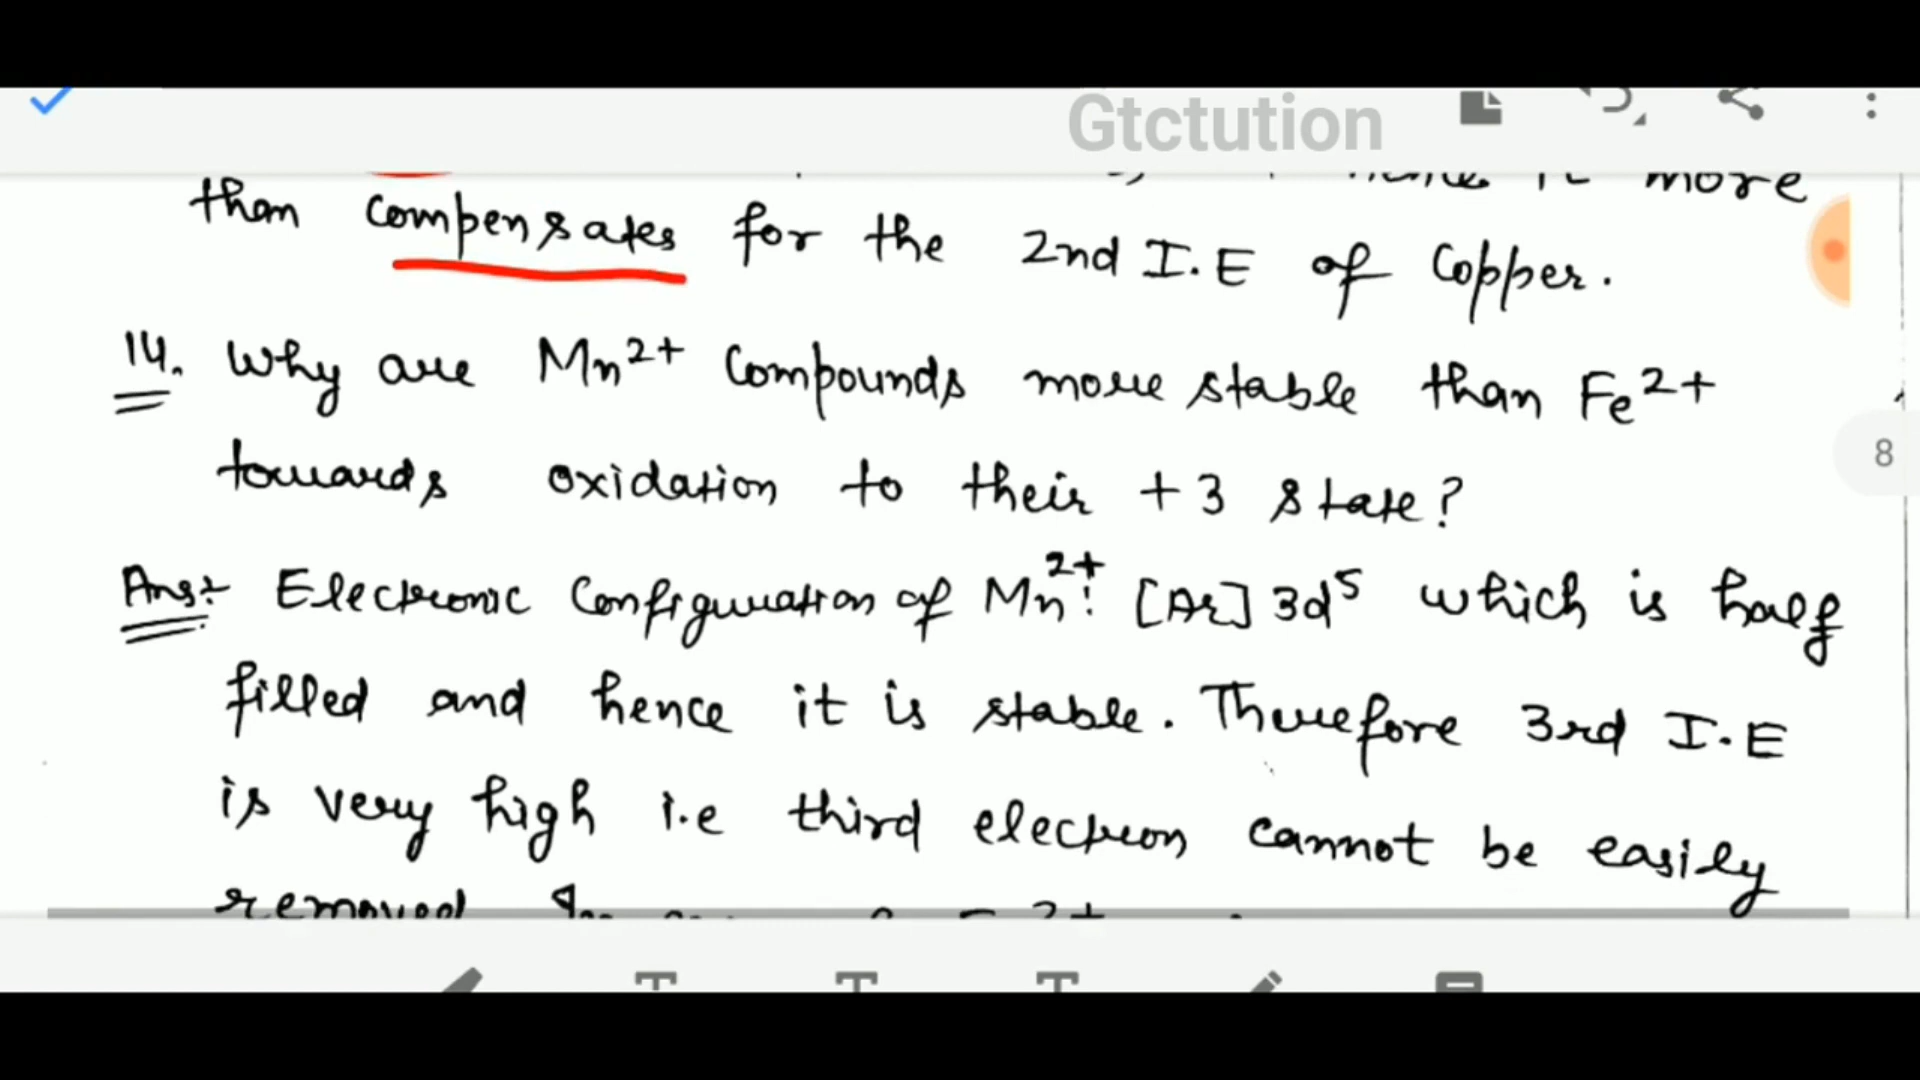 Gtctution
more
than compensates for the 2nd I.E of Copper.
14. Why are Mn²⁺ Compounds more stable than Fe²⁺
towards oxidation to their +3 state?
8
Ans:- Electronic Configuration of Mn²⁺: [Ar] 3d⁵ which is half
filled and hence it is stable. Therefore 3rd I.E
is very high i.e third electron cannot be easily
removed